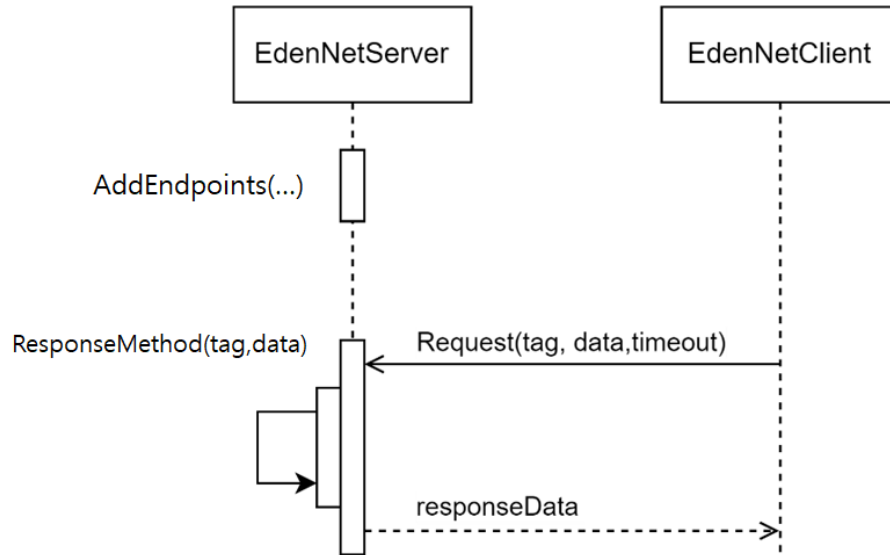 EdenNetServer
EdenNetClient
AddEndpoints(...)
ResponseMethod(tag,data)
Request(tag, data,timeout)
responseData